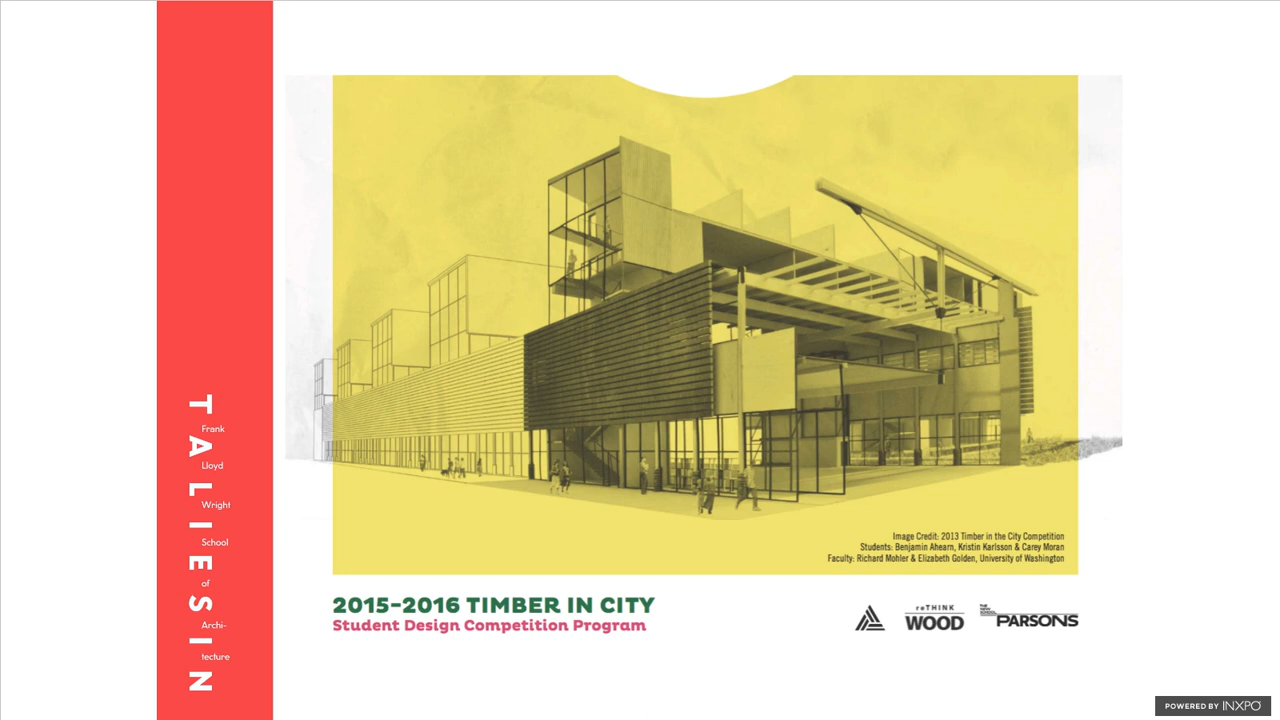 TALIESIN
Frank
Lloyd
Wright
School
of
Archi-
tecture
Image Credit: 2013 Timber in the City Competition
Students: Benjamin Ahearn, Kristin Karlsson & Carey Moran
Faculty: Richard Mohler & Elizabeth Golden, University of Washington
2015-2016 TIMBER IN CITY
Student Design Competition Program
reTHINK
WOOD
THE
NEW
SCHOOL
PARSONS
POWERED BY INXPO